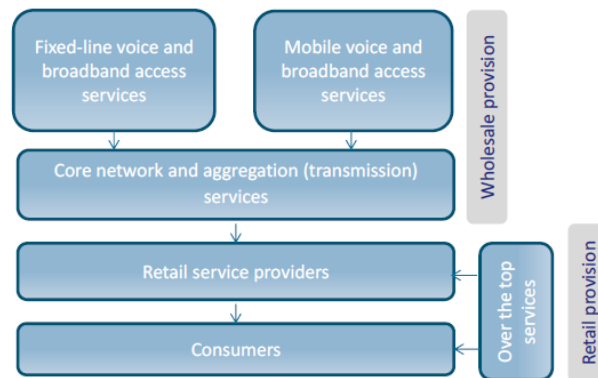 Fixed-line voice and
broadband access
services
Mobile voice and
broadband access
services
Wholesale provision
Core network and aggregation (transmission)
services
Retail service providers
Over the top
services
Retail provision
Consumers